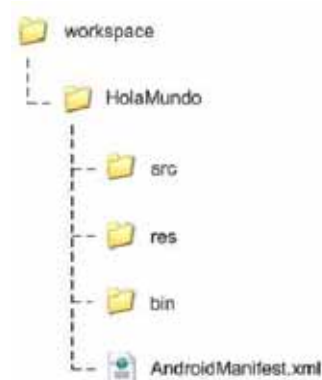 workspace
HolaMundo
src
res
bin
AndroidManifest.xml